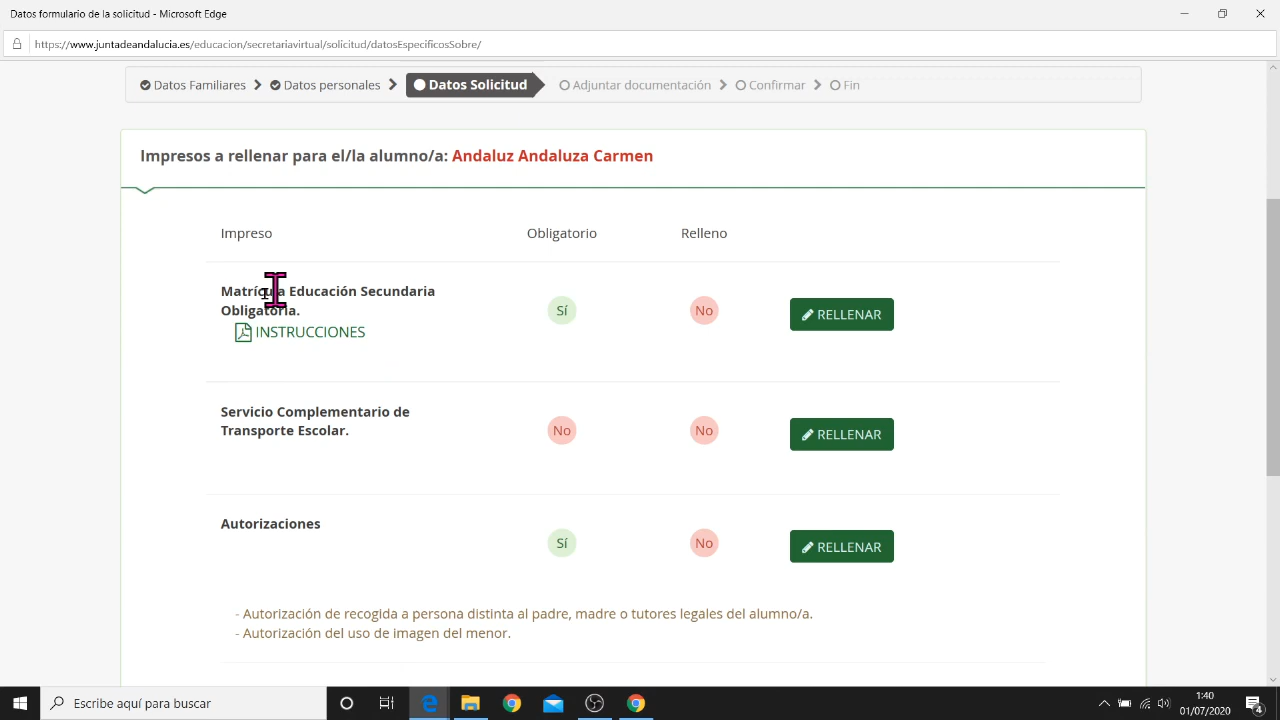 Datos formulario de la solicitud - Microsoft Edge
https://www.juntadeandalucia.es/educacion/secretariavirtual/solicitud/datosEspecificosSobre/
Datos Familiares Datos personales Datos Solicitud Adjuntar documentación Confirmar Fin
Impresos a rellenar para el/la alumno/a: Andaluz Andaluza Carmen
Impreso Obligatorio Relleno
Matrícula Educación Secundaria
Obligatoria.
Sí No RELLENAR
INSTRUCCIONES
Servicio Complementario de
Transporte Escolar.
No No RELLENAR
Autorizaciones
Sí No RELLENAR
- Autorización de recogida a persona distinta al padre, madre o tutores legales del alumno/a.
- Autorización del uso de imagen del menor.
Escribe aquí para buscar
1:40
01/07/2020
4